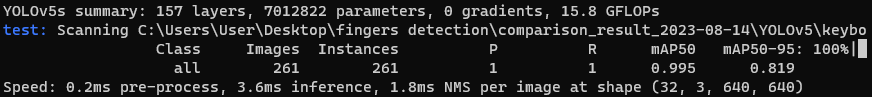 YOLOv5s summary: 157 layers, 7012822 parameters, 0 gradients, 15.8 GFLOPs
test: Scanning C:\Users\User\Desktop\fingers detection\comparison_result_2023-08-14\YOLOv5\keybo
Class Images Instances P R mAP50 mAP50-95: 100%|
all 261 261 1 1 0.995 0.819
Speed: 0.2ms pre-process, 3.6ms inference, 1.8ms NMS per image at shape (32, 3, 640, 640)